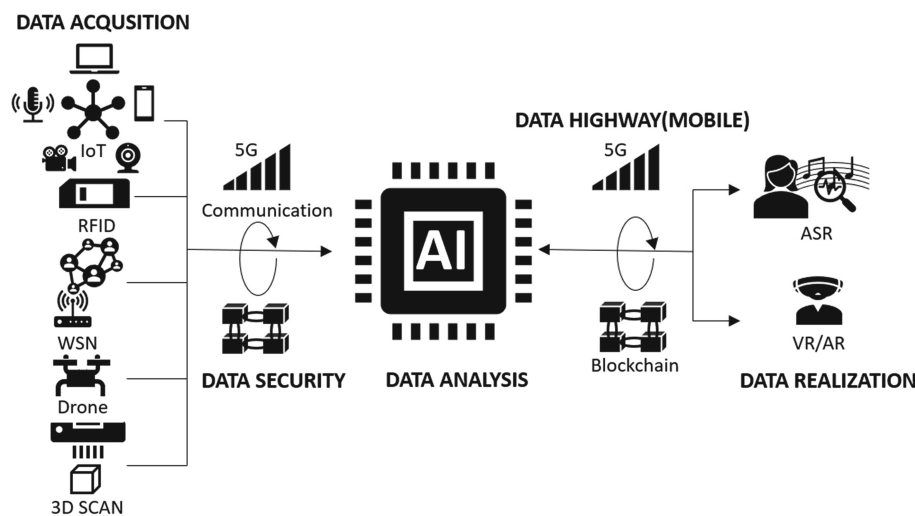 DATA ACQUSITION
IoT
RFID
WSN
Drone
3D SCAN
5G
Communication
DATA SECURITY
AI
DATA ANALYSIS
DATA HIGHWAY(MOBILE)
5G
Blockchain
ASR
VR/AR
DATA REALIZATION